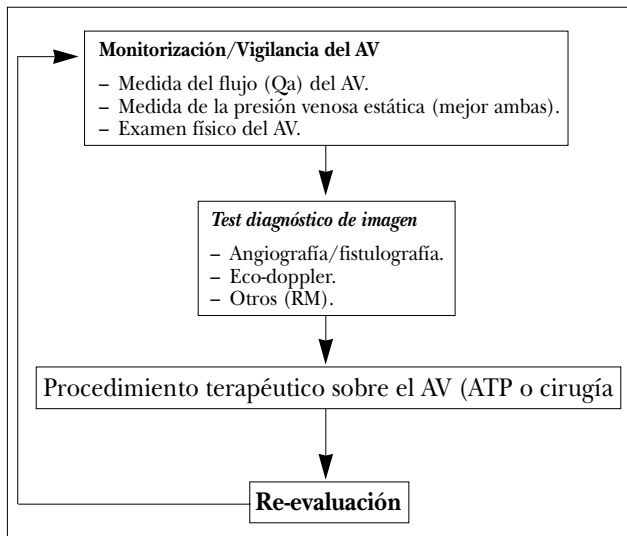 Monitorización/Vigilancia del AV
– Medida del flujo (Qa) del AV.
– Medida de la presión venosa estática (mejor ambas).
– Examen físico del AV.
Test diagnóstico de imagen
– Angiografía/fistulografía.
– Eco-doppler.
– Otros (RM).
Procedimiento terapéutico sobre el AV (ATP o cirugía
Re-evaluación